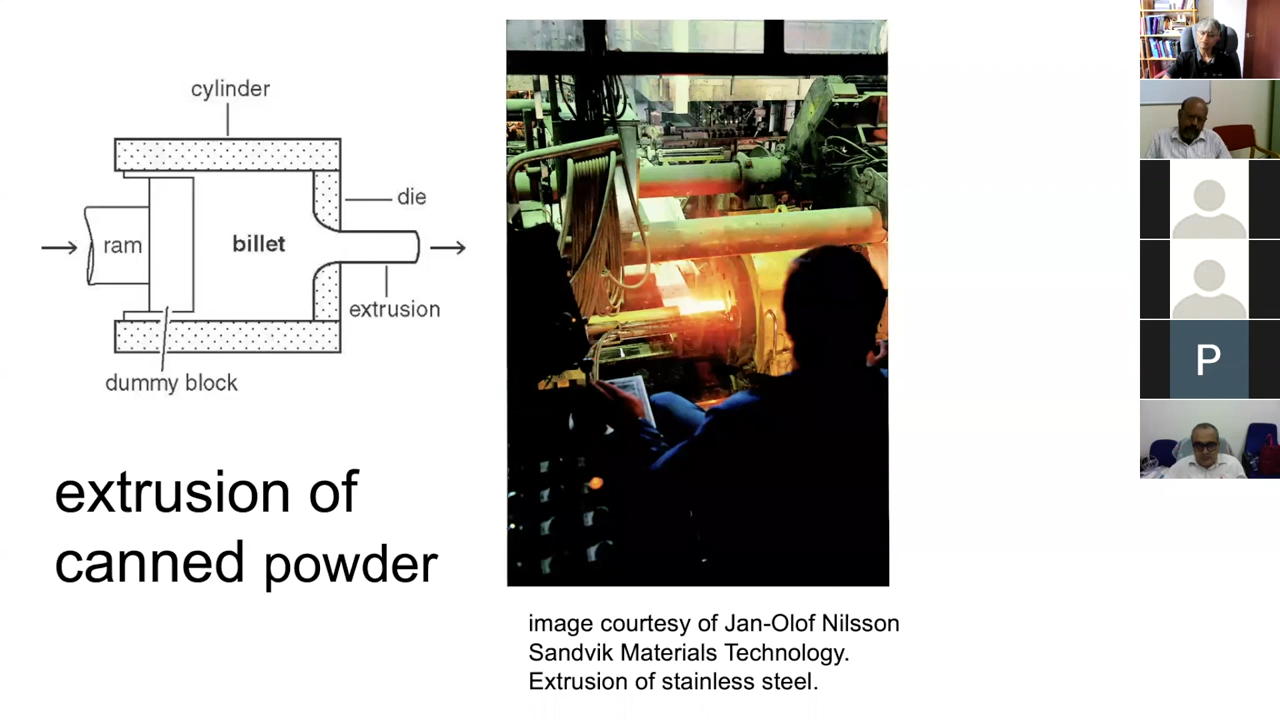 cylinder
die
ram
billet
extrusion
dummy block
extrusion of
canned powder
image courtesy of Jan-Olof Nilsson
Sandvik Materials Technology.
Extrusion of stainless steel.
P